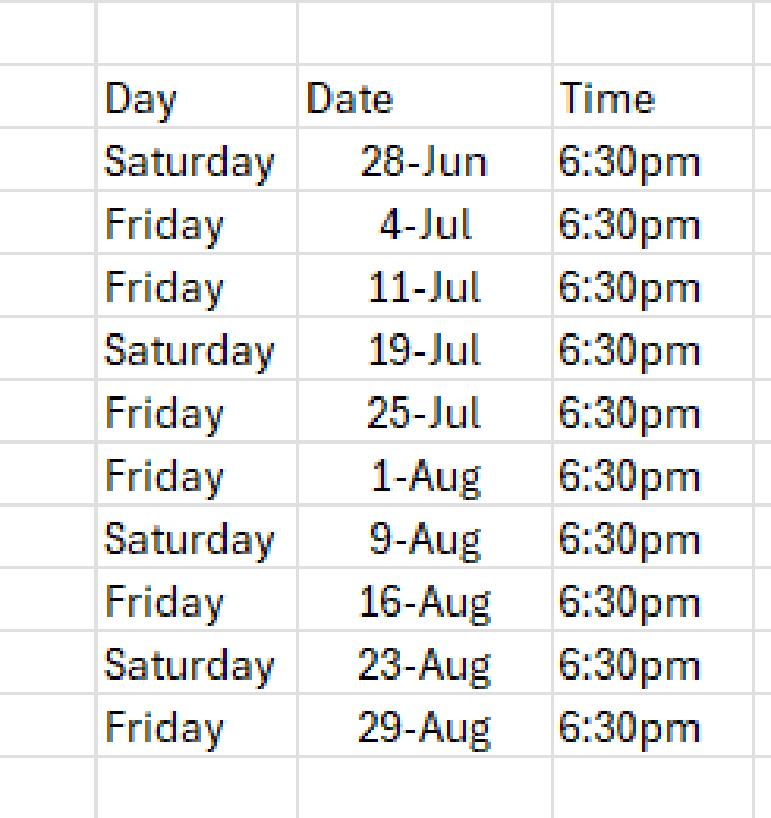 Day Date Time
Saturday 28-Jun 6:30pm
Friday 4-Jul 6:30pm
Friday 11-Jul 6:30pm
Saturday 19-Jul 6:30pm
Friday 25-Jul 6:30pm
Friday 1-Aug 6:30pm
Saturday 9-Aug 6:30pm
Friday 16-Aug 6:30pm
Saturday 23-Aug 6:30pm
Friday 29-Aug 6:30pm